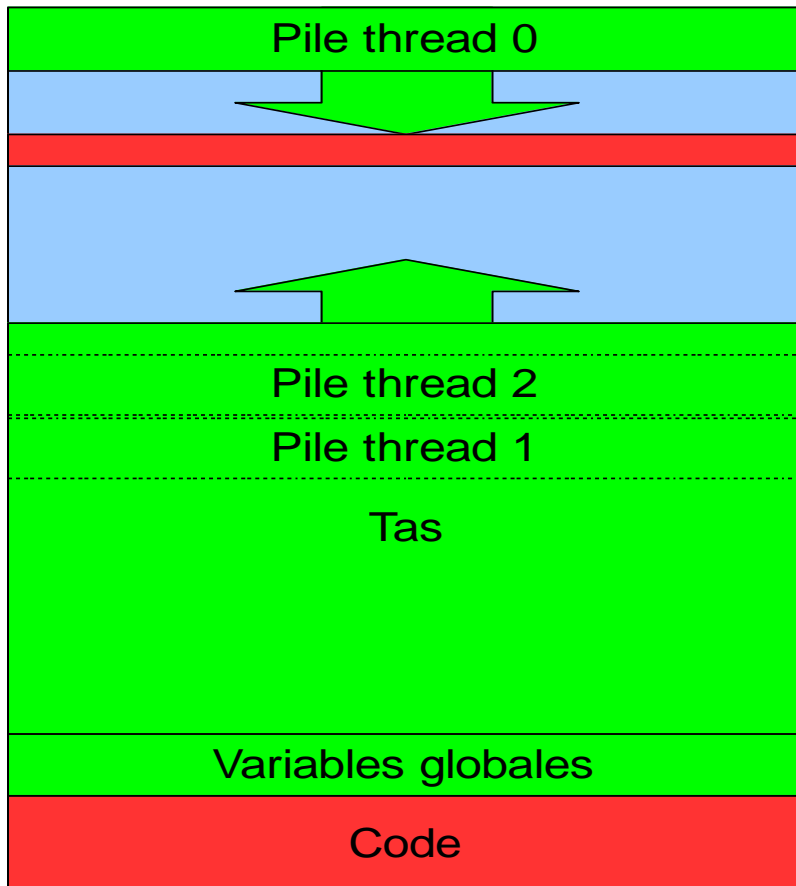 Pile thread 0
Pile thread 2
Pile thread 1
Tas
Variables globales
Code